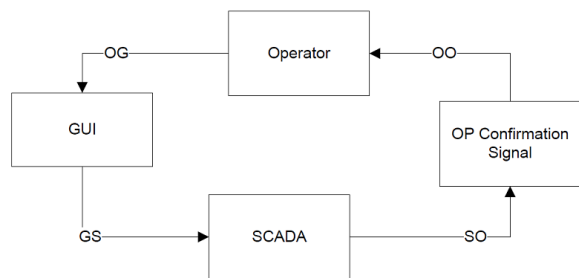 OG
Operator
OO
GUI
OP Confirmation
Signal
GS
SCADA
SO